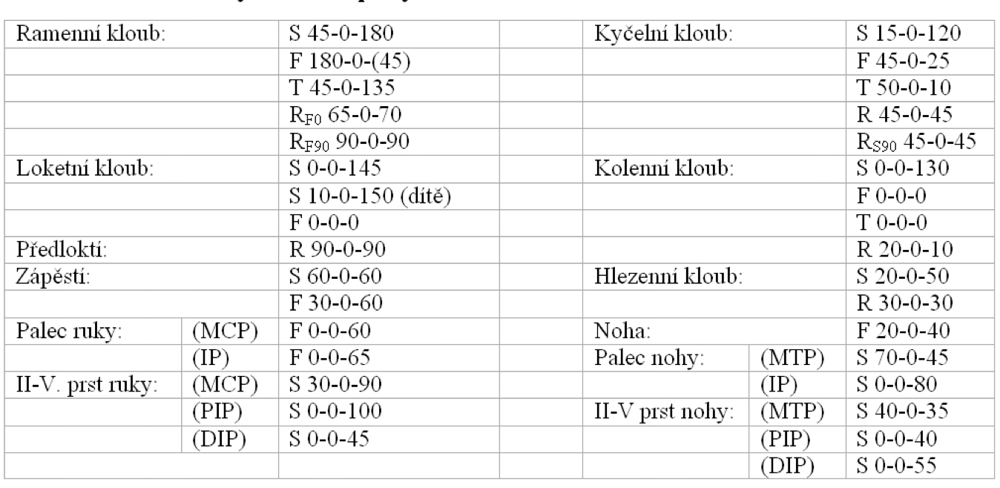 Ramenní kloub: S 45-0-180 Kyčelní kloub: S 15-0-120
F 180-0-(45) F 45-0-25
T 45-0-135 T 50-0-10
RF0 65-0-70 R 45-0-45
RF90 90-0-90 RS90 45-0-45
Loketní kloub: S 0-0-145 Kolenní kloub: S 0-0-130
S 10-0-150 (dítě) F 0-0-0
F 0-0-0 T 0-0-0
Předloktí: R 90-0-90 R 20-0-10
Zápěstí: S 60-0-60 Hlezenní kloub: S 20-0-50
F 30-0-60 R 30-0-30
Palec ruky: (MCP) F 0-0-60 Noha: F 20-0-40
(IP) F 0-0-65 Palec nohy: (MTP) S 70-0-45
II-V. prst ruky: (MCP) S 30-0-90 (IP) S 0-0-80
(PIP) S 0-0-100 II-V prst nohy: (MTP) S 40-0-35
(DIP) S 0-0-45 (PIP) S 0-0-40
(DIP) S 0-0-55